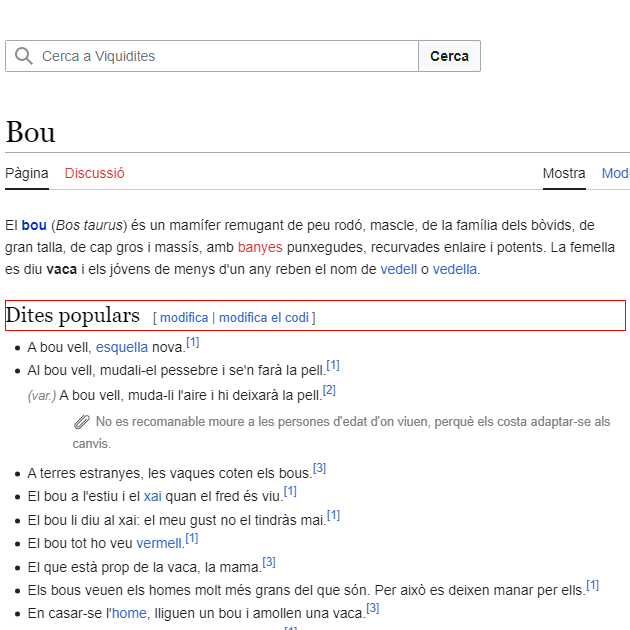 Cerca a Viquidites Cerca
Bou
Pàgina Discussió Mostra Modi
El bou (Bos taurus) és un mamífer remugant de peu rodó, mascle, de la família dels bòvids, de
gran talla, de cap gros i massís, amb banyes punxegudes, recurvades enlaire i potents. La femella
es diu vaca i els jóvens de menys d'un any reben el nom de vedell o vedella.
Dites populars [ modifica | modifica el codi ]
A bou vell, esquella nova.[1]
Al bou vell, mudali-el pessebre i se'n farà la pell.[1]
(var.) A bou vell, muda-li l'aire i hi deixarà la pell.[2]
No es recomanable moure a les persones d'edat d'on viuen, perquè els costa adaptar-se als
canvis.
A terres estranyes, les vaques coten els bous.[3]
El bou a l'estiu i el xai quan el fred és viu.[1]
El bou li diu al xai: el meu gust no el tindràs mai.[1]
El bou tot ho veu vermell.[1]
El que està prop de la vaca, la mama.[3]
Els bous veuen els homes molt més grans del que són. Per això es deixen manar per ells.[1]
En casar-se l'home, lliguen un bou i amollen una vaca.[3]
[1]